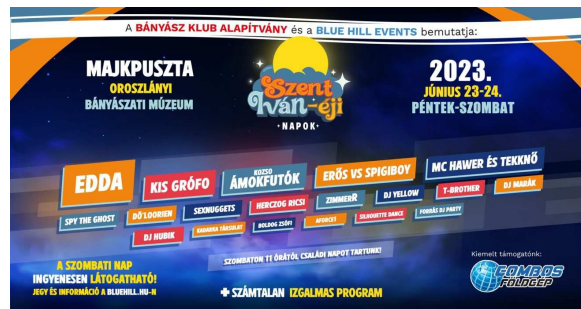 A BÁNYÁSZ KLUB ALAPÍTVÁNY és a BLUE HILL EVENTS bemutatja:
MAJKPUSZTA
OROSZLÁNYI
BÁNYÁSZATI MÚZEUM
Szent
Iván-éji
• NAPOK •
2023.
JÚNIUS 23-24.
PÉNTEK-SZOMBAT
EDDA
KIS GRÓFO
KOZSO
ÁMOKFUTÓK
ERŐS VS SPIGIBOY
MC HAWER ÉS TEKKNŐ
SPY THE GHOST
DŐ LOORIEN
SEXNUGGETS
HERCZOG RICSI
ZIMMERR
DJ YELLOW
T-BROTHER
DJ MARÁK
DJ HUBIK
KADARKA TÁRSULAT
BOLDOG ZSÓFI
AFORCE1
SILHOUETTE DANCE
FORRÁS DJ PARTY
A SZOMBATI NAP
INGYENESEN LÁTOGATHATÓ!
JEGY ÉS INFORMÁCIÓ A BLUEHILL.HU-N
SZOMBATON 11 ÓRÁTÓL CSALÁDI NAPOT TARTUNK!
+ SZÁMTALAN IZGALMAS PROGRAM
Kiemelt támogatónk:
GOMBOS
FÖLDGÉP